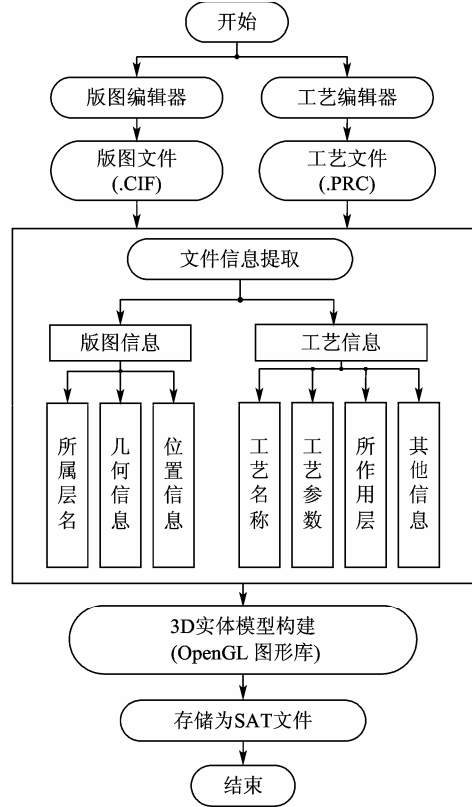 开始
版图编辑器
工艺编辑器
版图文件
(.CIF)
工艺文件
(.PRC)
文件信息提取
版图信息
工艺信息
所属层名
几何信息
位置信息
工艺名称
工艺参数
所作用层
其他信息
3D实体模型构建
(OpenGL 图形库)
存储为SAT文件
结束